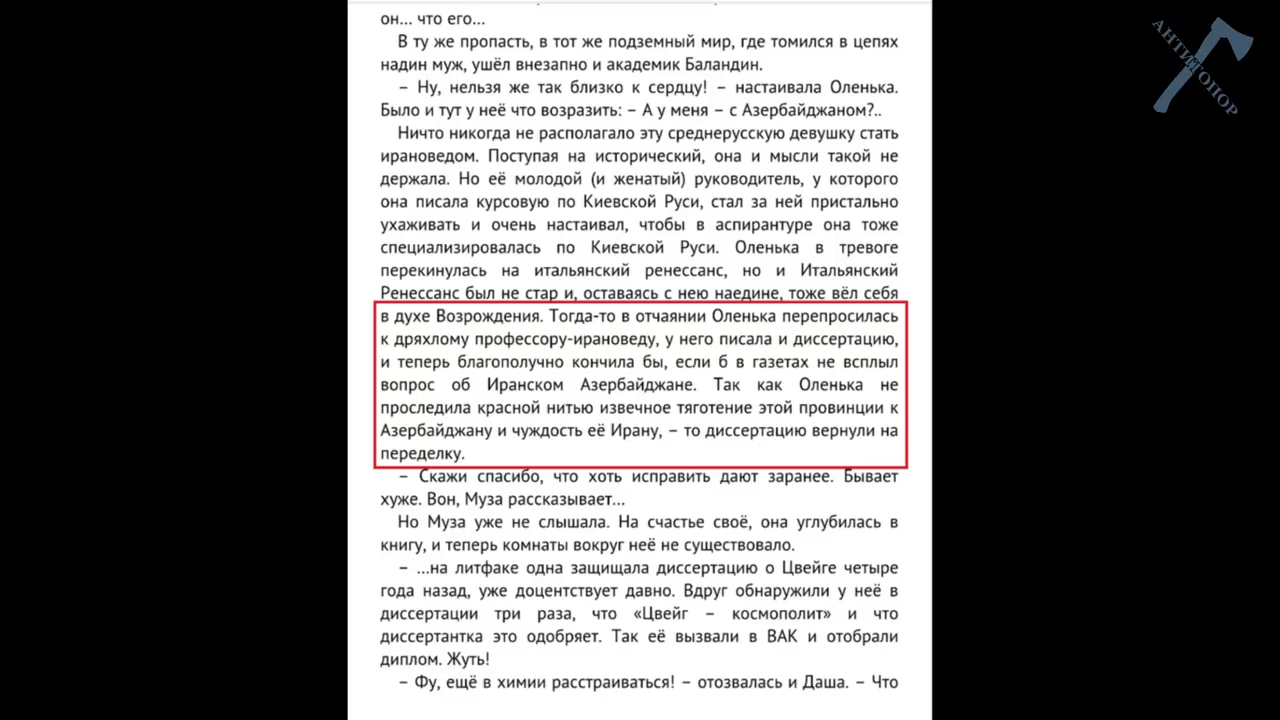 он... что его...
В ту же пропасть, в тот же подземный мир, где томился в цепях
надин муж, ушёл внезапно и академик Баландин.
– Ну, нельзя же так близко к сердцу! – настаивала Оленька.
Было и тут у неё что возразить: – А у меня – с Азербайджаном?..
Ничто никогда не располагало эту среднерусскую девушку стать
ирановедом. Поступая на исторический, она и мысли такой не
держала. Но её молодой (и женатый) руководитель, у которого
она писала курсовую по Киевской Руси, стал за ней пристально
ухаживать и очень настаивал, чтобы в аспирантуре она тоже
специализировалась по Киевской Руси. Оленька в тревоге
перекинулась на итальянский ренессанс, но и Итальянский
Ренессанс был не стар и, оставаясь с нею наедине, тоже вёл себя
в духе Возрождения. Тогда-то в отчаянии Оленька перепросилась
к дряхлому профессору-ирановеду, у него писала и диссертацию,
и теперь благополучно кончила бы, если б в газетах не всплыл
вопрос об Иранском Азербайджане. Так как Оленька не
проследила красной нитью извечное тяготение этой провинции к
Азербайджану и чуждость её Ирану, – то диссертацию вернули на
переделку.
– Скажи спасибо, что хоть исправить дают заранее. Бывает
хуже. Вон, Муза рассказывает...
Но Муза уже не слышала. На счастье своё, она углубилась в
книгу, и теперь комнаты вокруг неё не существовало.
– ...на литфаке одна защищала диссертацию о Цвейге четыре
года назад, уже доцентствует давно. Вдруг обнаружили у неё в
диссертации три раза, что «Цвейг – космополит» и что
диссертантка это одобряет. Так её вызвали в ВАК и отобрали
диплом. Жуть!
– Фу, ещё в химии расстраиваться! – отозвалась и Даша. – Что
АНТИТОПОР